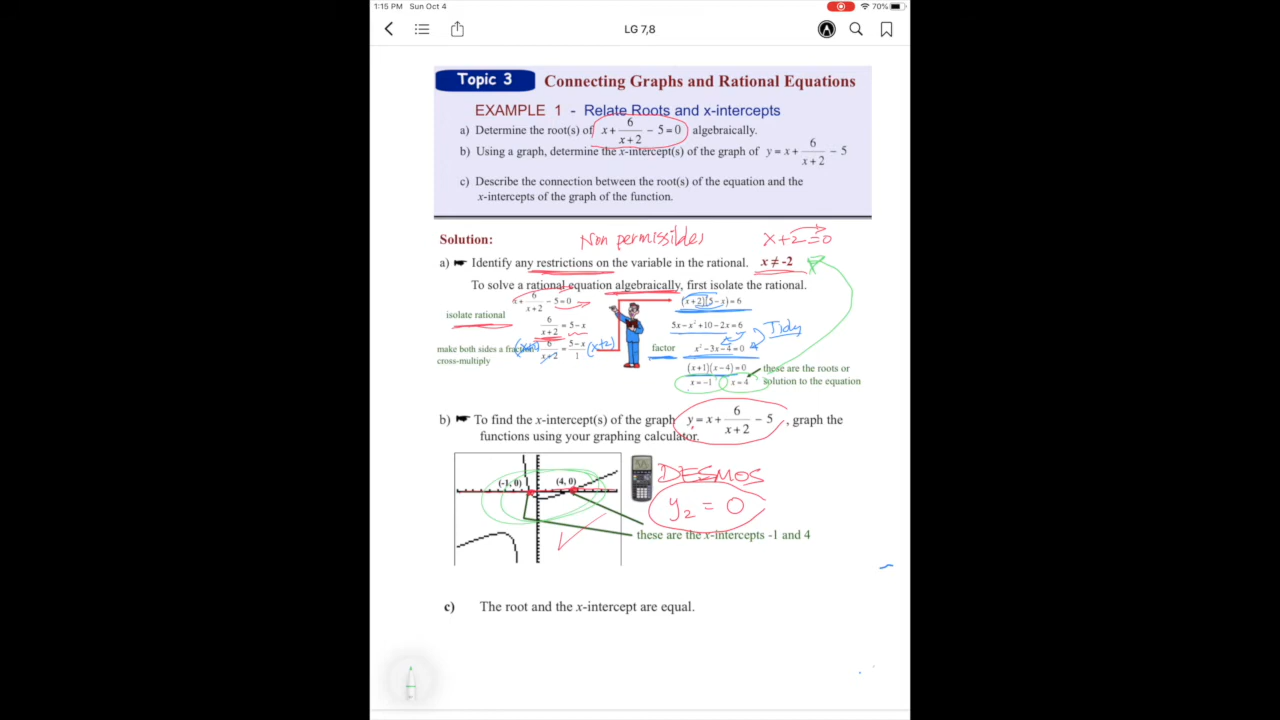 1:15 PM Sun Oct 4 70%
LG 7,8
Topic 3 Connecting Graphs and Rational Equations
EXAMPLE 1 - Relate Roots and x-intercepts
a) Determine the root(s) of x + 6/(x + 2) − 5 = 0 algebraically.
b) Using a graph, determine the x-intercept(s) of the graph of y = x + 6/(x + 2) − 5
c) Describe the connection between the root(s) of the equation and the
x-intercepts of the graph of the function.
Solution: Non permissibles x+2=0
a) Identify any restrictions on the variable in the rational. x ≠ -2
To solve a rational equation algebraically, first isolate the rational.
x + 6/(x + 2) − 5 = 0 (x+2)(5−x) = 6
isolate rational
6/(x + 2) = 5 − x 5x − x² + 10 − 2x = 6 Tidy
make both sides a fraction (x+2) 6/(x + 2) = (5 − x)/1 (x+2) factor x² − 3x − 4 = 0
cross-multiply
(x+1)(x−4) = 0 these are the roots or
x = −1 x = 4 solution to the equation
b) To find the x-intercept(s) of the graph y = x + 6/(x + 2) − 5 , graph the
functions using your graphing calculator.
(-1, 0) (4, 0) DESMOS
y₂ = 0
these are the x-intercepts -1 and 4
c) The root and the x-intercept are equal.